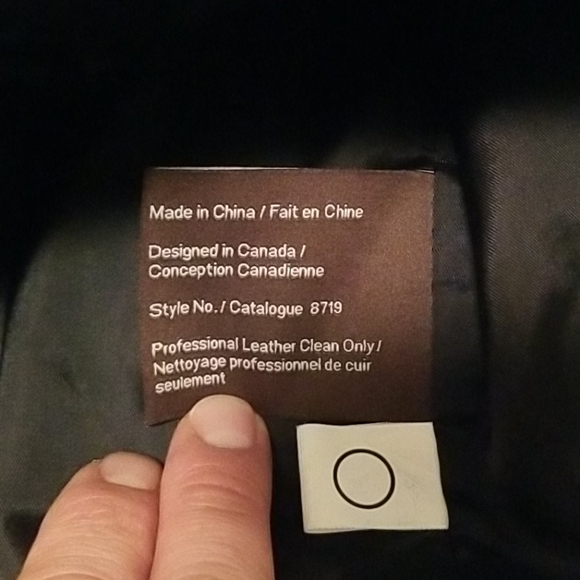 Made in China / Fait en Chine
Designed in Canada /
Conception Canadienne
Style No. / Catalogue 8719
Professional Leather Clean Only /
Nettoyage professionnel de cuir
seulement